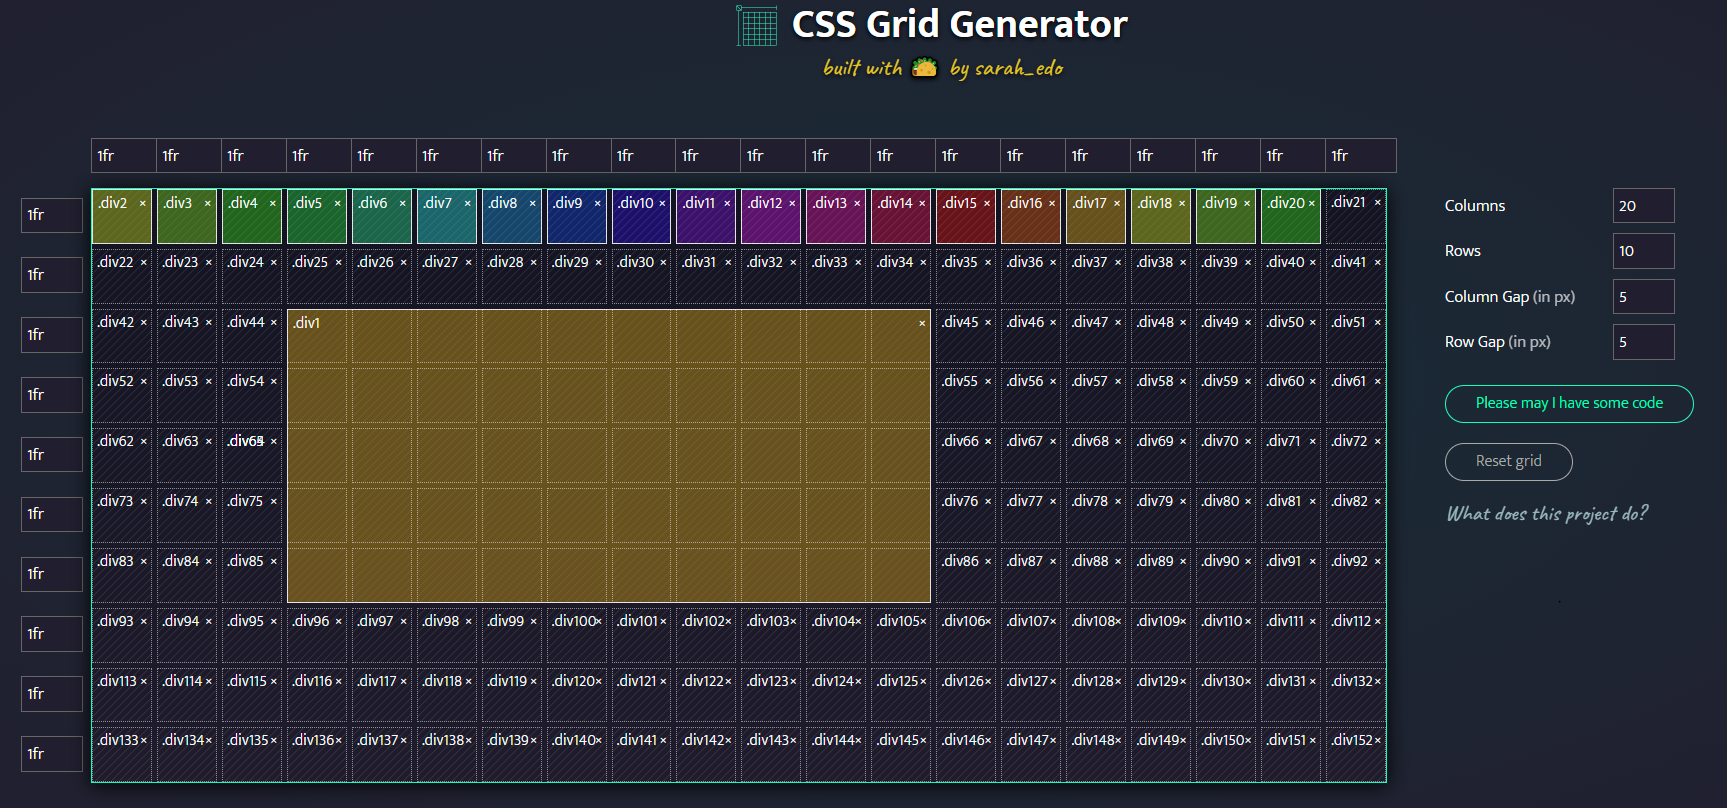 CSS Grid Generator
built with 🌮 by sarah_edo
1fr 1fr 1fr 1fr 1fr 1fr 1fr 1fr 1fr 1fr 1fr 1fr 1fr 1fr 1fr 1fr 1fr 1fr 1fr 1fr
1fr .div2 × .div3 × .div4 × .div5 × .div6 × .div7 × .div8 × .div9 × .div10 × .div11 × .div12 × .div13 × .div14 × .div15 × .div16 × .div17 × .div18 × .div19 × .div20 × .div21 ×
Columns 20
1fr .div22 × .div23 × .div24 × .div25 × .div26 × .div27 × .div28 × .div29 × .div30 × .div31 × .div32 × .div33 × .div34 × .div35 × .div36 × .div37 × .div38 × .div39 × .div40 × .div41 ×
Rows 10
Column Gap (in px) 5
1fr .div42 × .div43 × .div44 × .div1 × .div45 × .div46 × .div47 × .div48 × .div49 × .div50 × .div51 ×
Row Gap (in px) 5
1fr .div52 × .div53 × .div54 × .div55 × .div56 × .div57 × .div58 × .div59 × .div60 × .div61 ×
Please may I have some code
1fr .div62 × .div63 × × .div66 × .div67 × .div68 × .div69 × .div70 × .div71 × .div72 ×
Reset grid
1fr .div73 × .div74 × .div75 × .div76 × .div77 × .div78 × .div79 × .div80 × .div81 × .div82 ×
What does this project do?
1fr .div83 × .div84 × .div85 × .div86 × .div87 × .div88 × .div89 × .div90 × .div91 × .div92 ×
1fr .div93 × .div94 × .div95 × .div96 × .div97 × .div98 × .div99 × .div100× .div101× .div102× .div103× .div104× .div105× .div106× .div107× .div108× .div109× .div110× .div111 × .div112 ×
1fr .div113 × .div114 × .div115 × .div116 × .div117 × .div118 × .div119 × .div120× .div121 × .div122× .div123× .div124× .div125× .div126× .div127× .div128× .div129× .div130× .div131 × .div132×
1fr .div133× .div134× .div135× .div136× .div137× .div138× .div139× .div140× .div141 × .div142× .div143× .div144× .div145× .div146× .div147× .div148× .div149× .div150× .div151 × .div152×